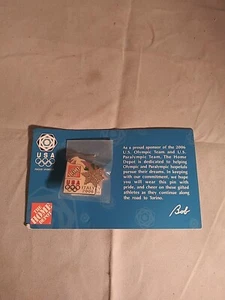 USA
As a proud sponsor of the 2006
U.S. Olympic Team and U.S.
Paralympic Team, The Home
Depot is dedicated to helping
Olympic and Paralympic hopefuls
pursue their dreams. In keeping
with our commitment, we hope
you will wear this pin with
pride, and cheer on these gifted
athletes as they continue along
the road to Torino.
Bob
USA
THE
HOME
DEPOT